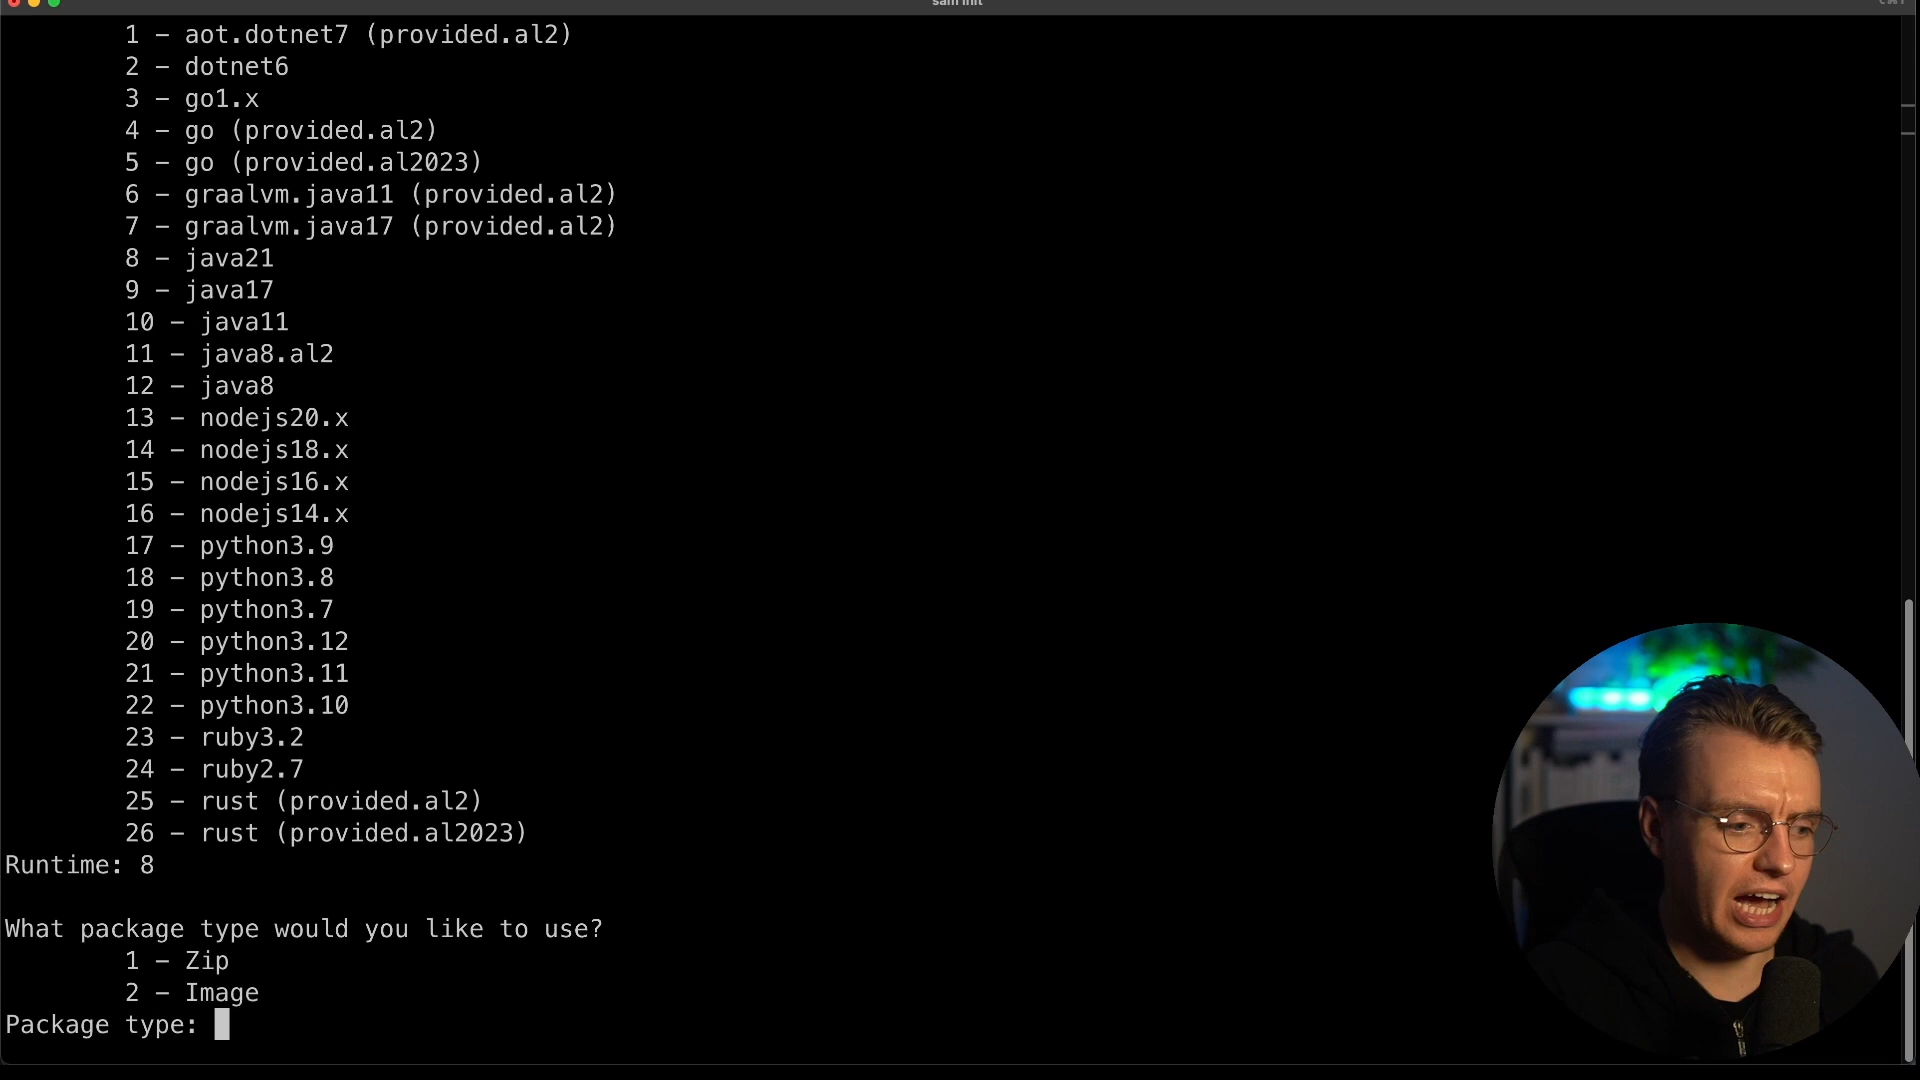 sam init
1 – aot.dotnet7 (provided.al2)
2 – dotnet6
3 – go1.x
4 – go (provided.al2)
5 – go (provided.al2023)
6 – graalvm.java11 (provided.al2)
7 – graalvm.java17 (provided.al2)
8 – java21
9 – java17
10 – java11
11 – java8.al2
12 – java8
13 – nodejs20.x
14 – nodejs18.x
15 – nodejs16.x
16 – nodejs14.x
17 – python3.9
18 – python3.8
19 – python3.7
20 – python3.12
21 – python3.11
22 – python3.10
23 – ruby3.2
24 – ruby2.7
25 – rust (provided.al2)
26 – rust (provided.al2023)
Runtime: 8
What package type would you like to use?
1 – Zip
2 – Image
Package type: